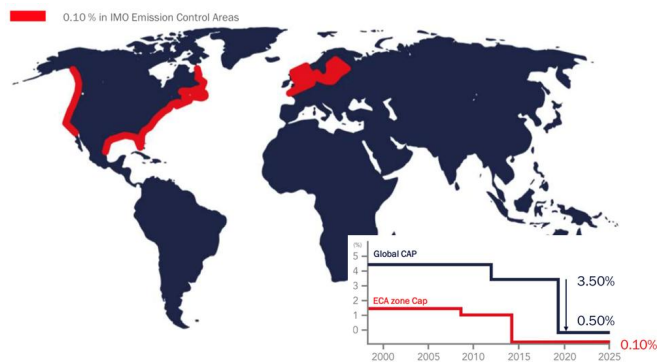 0.10 % in IMO Emission Control Areas
(%)
Global CAP
5
4
3.50%
3
ECA zone Cap
2
1
0.50%
0
0.10%
2000 2005 2010 2015 2020 2025